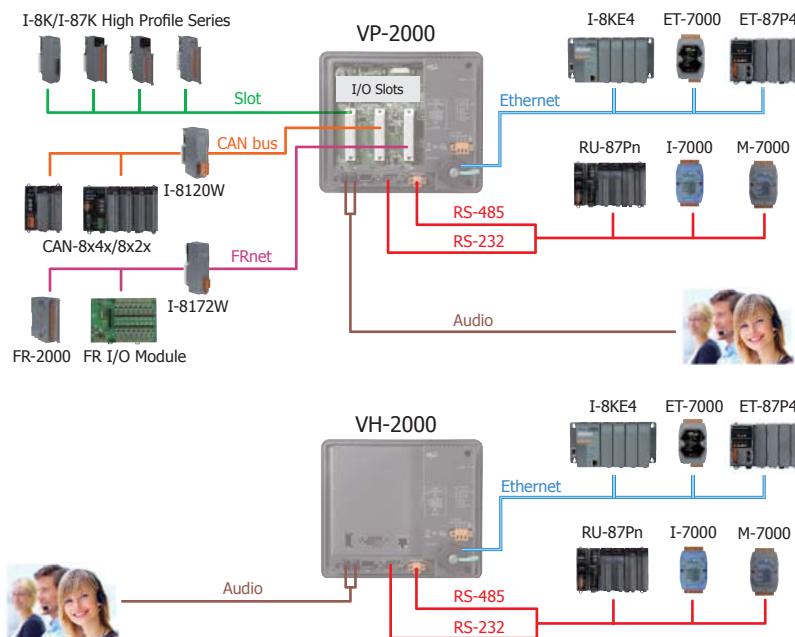 I-8K/I-87K High Profile Series
VP-2000
I-8KE4
ET-7000
ET-87P4
I/O Slots
Slot
Ethernet
CAN bus
I-8120W
RU-87Pn
I-7000
M-7000
CAN-8x4x/8x2x
RS-485
RS-232
FRnet
I-8172W
Audio
FR-2000
FR I/O Module
VH-2000
I-8KE4
ET-7000
ET-87P4
Ethernet
RU-87Pn
I-7000
M-7000
Audio
RS-485
RS-232